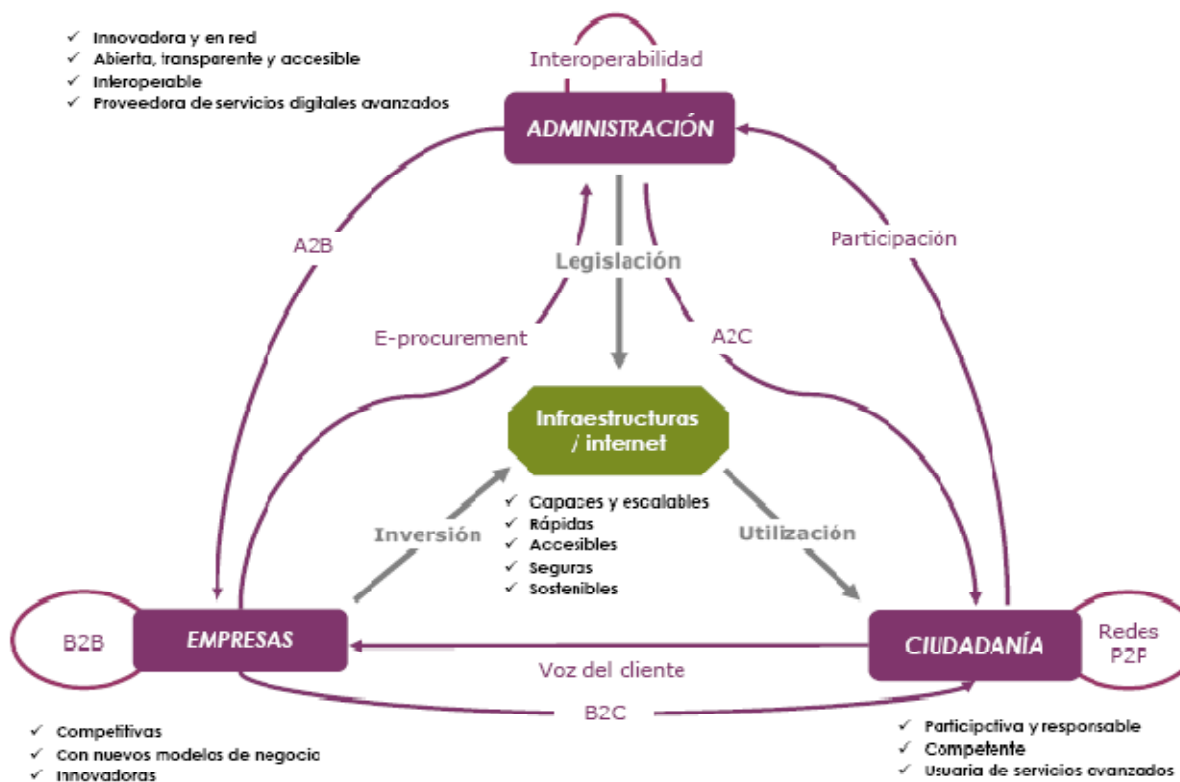 ✓ Innovadora y en red
✓ Abierta, transparente y accesible
✓ Interoperable
✓ Proveedora de servicios digitales avanzados
Interoperabilidad
ADMINISTRACIÓN
A2B
Legislación
Participación
E-procurement
A2C
Infraestructuras
/ internet
✓ Capaces y escalables
✓ Rápidas
✓ Accesibles
✓ Seguras
✓ Sostenibles
Inversión
Utilización
B2B
EMPRESAS
CIUDADANÍA
Redes
P2P
Voz del cliente
B2C
✓ Competitivas
✓ Con nuevos modelos de negocio
✓ Innovadoras
✓ Participativa y responsable
✓ Competente
✓ Usuaria de servicios avanzados